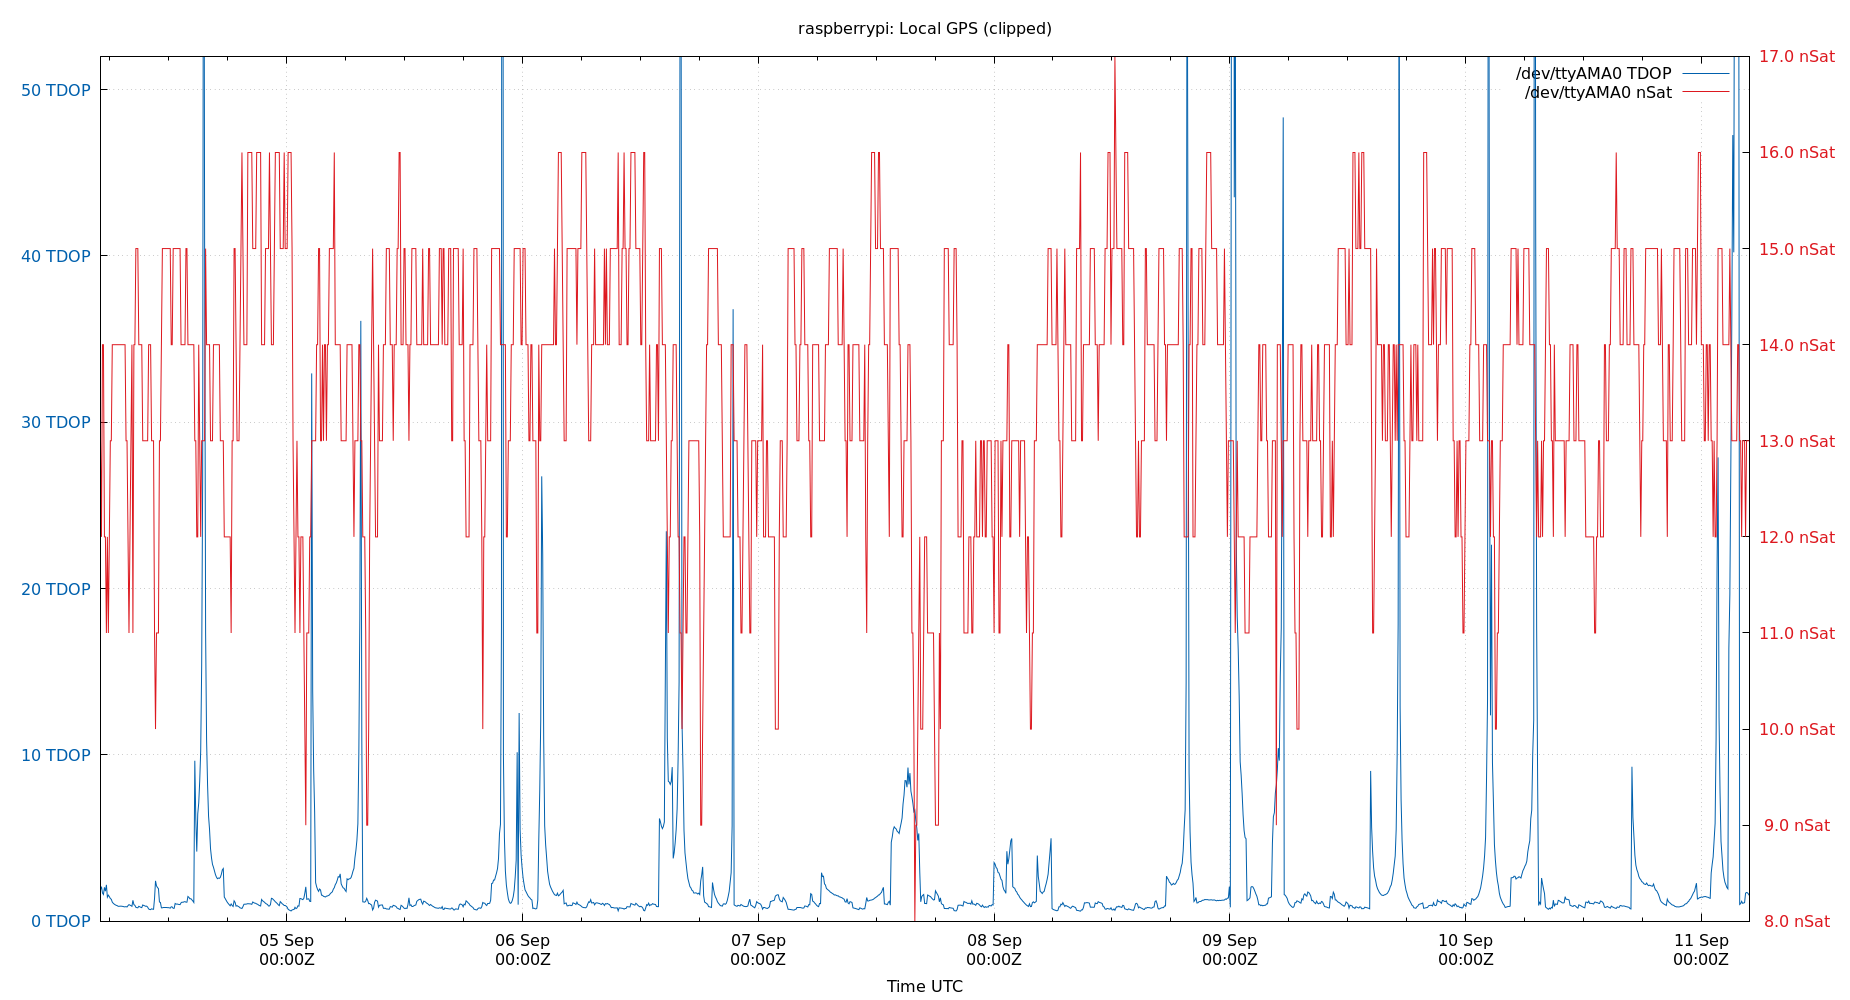 raspberrypi: Local GPS (clipped)
50 TDOP
40 TDOP
30 TDOP
20 TDOP
10 TDOP
0 TDOP
17.0 nSat
16.0 nSat
15.0 nSat
14.0 nSat
13.0 nSat
12.0 nSat
11.0 nSat
10.0 nSat
9.0 nSat
8.0 nSat
/dev/ttyAMA0 TDOP
/dev/ttyAMA0 nSat
05 Sep
00:00Z
06 Sep
00:00Z
07 Sep
00:00Z
08 Sep
00:00Z
09 Sep
00:00Z
10 Sep
00:00Z
11 Sep
00:00Z
Time UTC